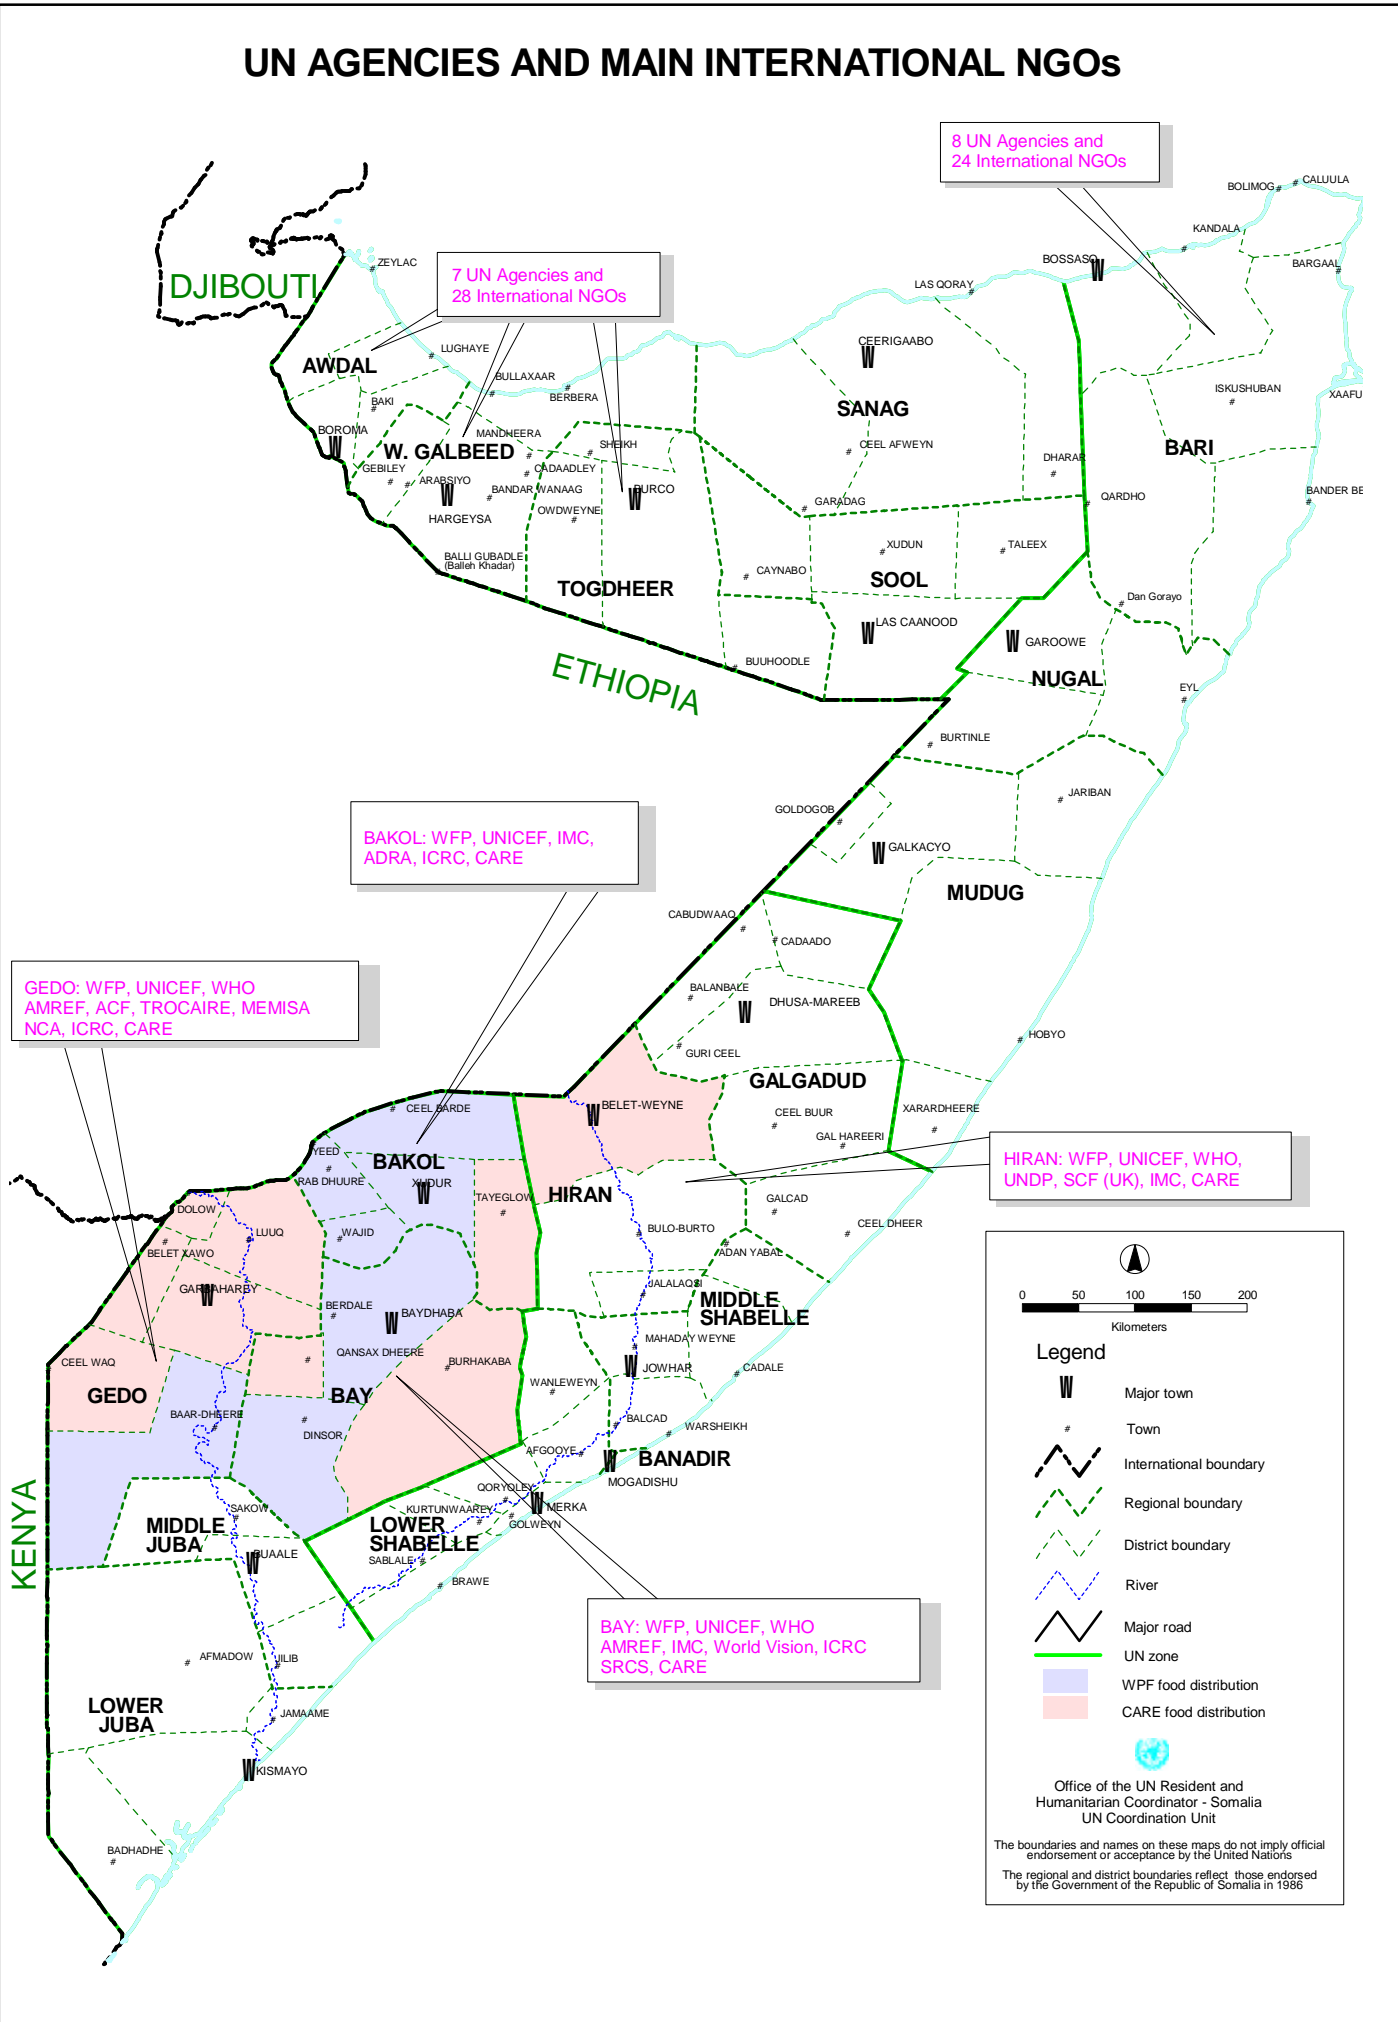 UN AGENCIES AND MAIN INTERNATIONAL NGOs
8 UN Agencies and
24 International NGOs
CALUULA
BOLIMOG
KANDALA
BOSSASO
BARGAAL
ZEYLAC
DJIBOUTI
7 UN Agencies and
28 International NGOs
LAS QORAY
CEERIGAABO
LUGHAYE
AWDAL
BULLAXAAR
BERBERA
ISKUSHUBAN
XAAFU
BAKI
SANAG
BOROMA
MANDHEERA
SHEIKH
CEEL AFWEYN
BARI
W. GALBEED
DHARAR
GEBILEY
ARABSIYO
CADAADLEY
BANDAR WANAAG
BURCO
QARDHO
BANDER BE
HARGEYSA
OWDWEYNE
GARADAG
BALLI GUBADLE
(Balleh Khadar)
XUDUN
TALEEX
CAYNABO
SOOL
TOGDHEER
Dan Gorayo
LAS CAANOOD
GAROOWE
ETHIOPIA
BUUHOODLE
NUGAL
EYL
BURTINLE
JARIBAN
GOLDOGOB
BAKOL: WFP, UNICEF, IMC,
ADRA, ICRC, CARE
GALKACYO
MUDUG
CABUDWAAQ
CADAADO
GEDO: WFP, UNICEF, WHO
AMREF, ACF, TROCAIRE, MEMISA
NCA, ICRC, CARE
BALANBALE
DHUSA-MAREEB
HOBYO
GURI CEEL
GALGADUD
CEEL BARDE
BELET-WEYNE
CEEL BUUR
XARARDHEERE
GAL HAREERI
YEED
BAKOL
HIRAN: WFP, UNICEF, WHO,
UNDP, SCF (UK), IMC, CARE
RAB DHUURE
XUDUR
TAYEGLOW
HIRAN
GALCAD
DOLOW
LUUQ
WAJID
BULO-BURTO
CEEL DHEER
BELET XAWO
ADAN YABAL
GARBAHAREY
JALALAQSI
MIDDLE
SHABELLE
BERDALE
BAYDHABA
MAHADAY WEYNE
CEEL WAQ
QANSAX DHEERE
BURHAKABA
JOWHAR
CADALE
GEDO
BAY
WANLEWEYN
BAAR-DHEERE
DINSOR
BALCAD
WARSHEIKH
AFGOOYE
BANADIR
MOGADISHU
KENYA
QORYOLEY
MERKA
SAKOW
KURTUNWAAREY
GOLWEYN
MIDDLE
JUBA
LOWER
SHABELLE
BUAALE
SABLALE
BRAWE
BAY: WFP, UNICEF, WHO
AMREF, IMC, World Vision, ICRC
SRCS, CARE
AFMADOW
JILIB
LOWER
JUBA
JAMAAME
KISMAYO
BADHADHE
0 50 100 150 200
Kilometers
Legend
Major town
Town
International boundary
Regional boundary
District boundary
River
Major road
UN zone
WPF food distribution
CARE food distribution
Office of the UN Resident and
Humanitarian Coordinator - Somalia
UN Coordination Unit
The boundaries and names on these maps do not imply official
endorsement or acceptance by the United Nations
The regional and district boundaries reflect those endorsed
by the Government of the Republic of Somalia in 1986